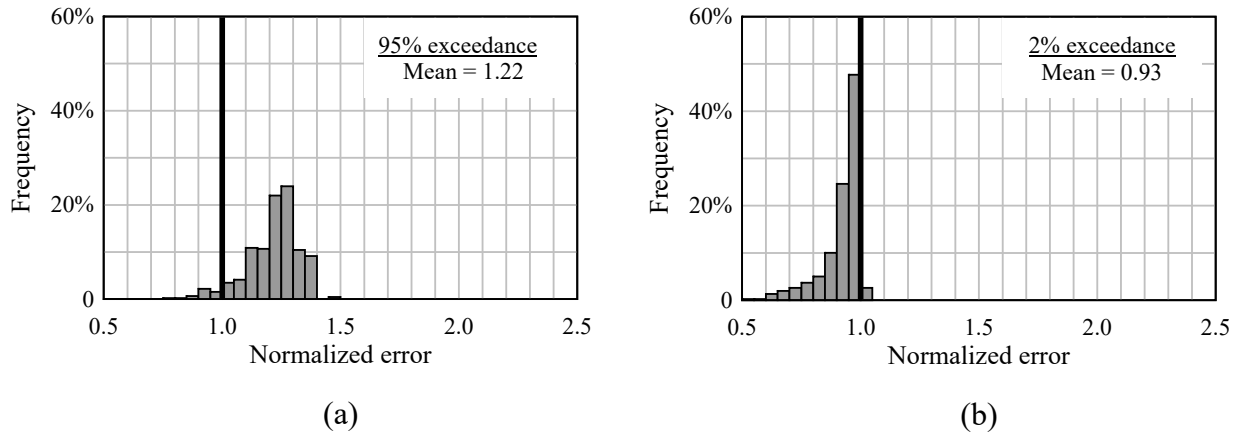 60%
40%
20%
0
Frequency
95% exceedance
Mean = 1.22
0.5 1.0 1.5 2.0 2.5
Normalized error
(a)
60%
40%
20%
0
Frequency
2% exceedance
Mean = 0.93
0.5 1.0 1.5 2.0 2.5
Normalized error
(b)